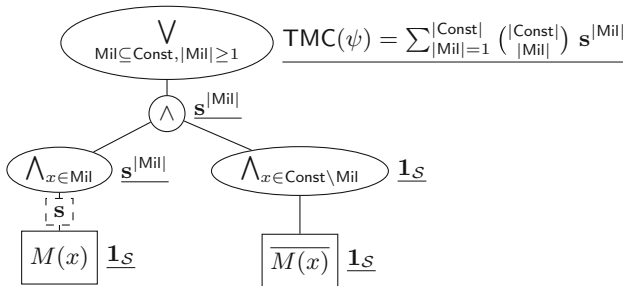 ⋁ Mil⊆Const,|Mil|≥1
TMC(ψ) = ∑_{|Mil|=1}^{|Const|} (|Const| |Mil|) s^{|Mil|}
∧ s^{|Mil|}
⋀_{x∈Mil} s^{|Mil|} ⋀_{x∈Const\Mil} 1_𝒮
s
M(x) 1_𝒮 \overline{M(x)} 1_𝒮